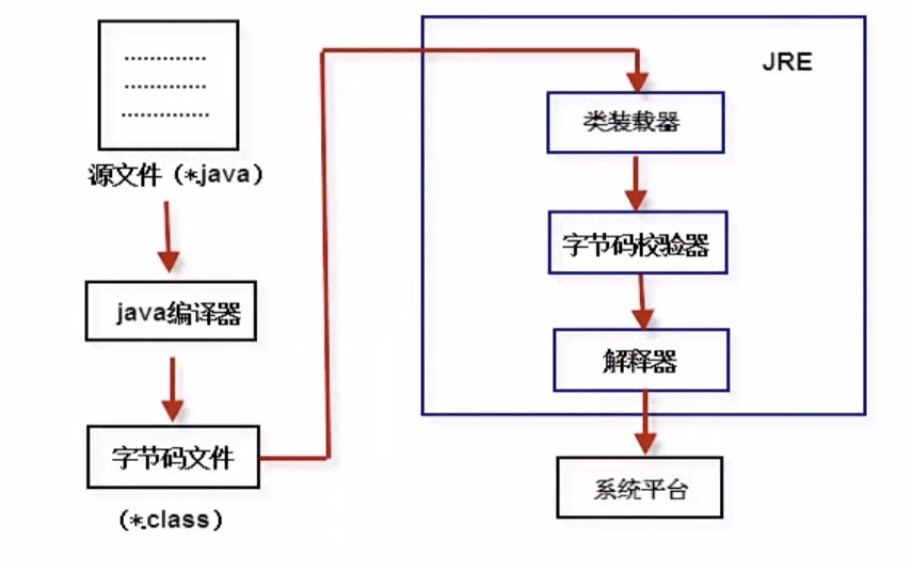 源文件（*.java）
java编译器
字节码文件
（*.class）
JRE
类装载器
字节码校验器
解释器
系统平台